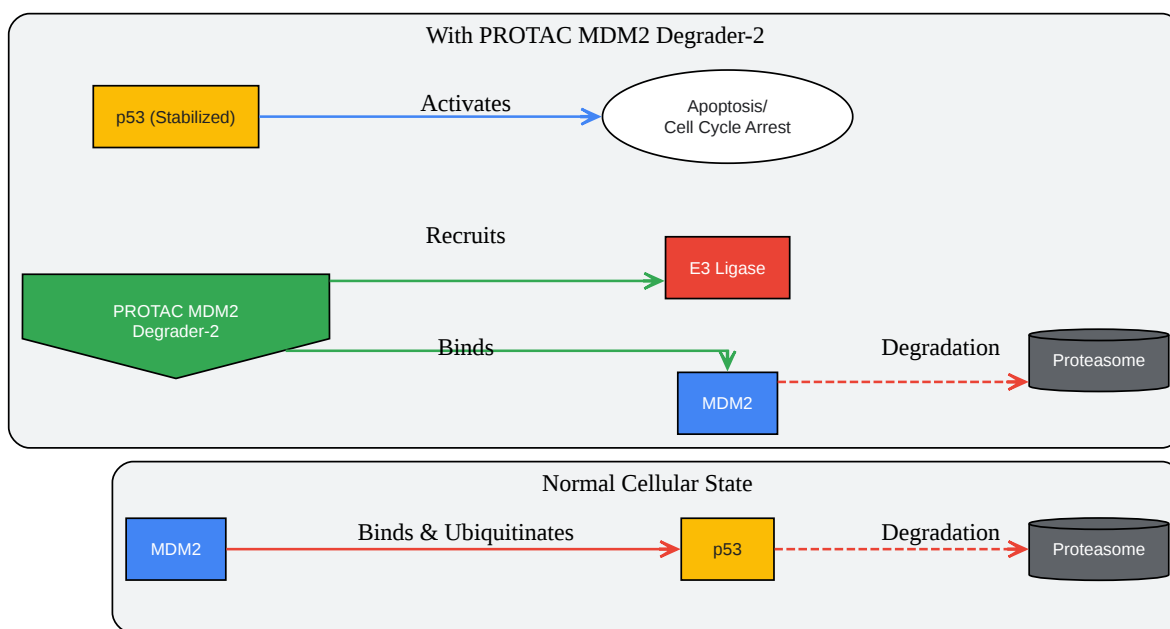 With PROTAC MDM2 Degrader-2
p53 (Stabilized)
Activates
Apoptosis/
Cell Cycle Arrest
Recruits
E3 Ligase
PROTAC MDM2
Degrader-2
Binds
MDM2
Degradation
Proteasome
Normal Cellular State
MDM2
Binds & Ubiquitinates
p53
Degradation
Proteasome